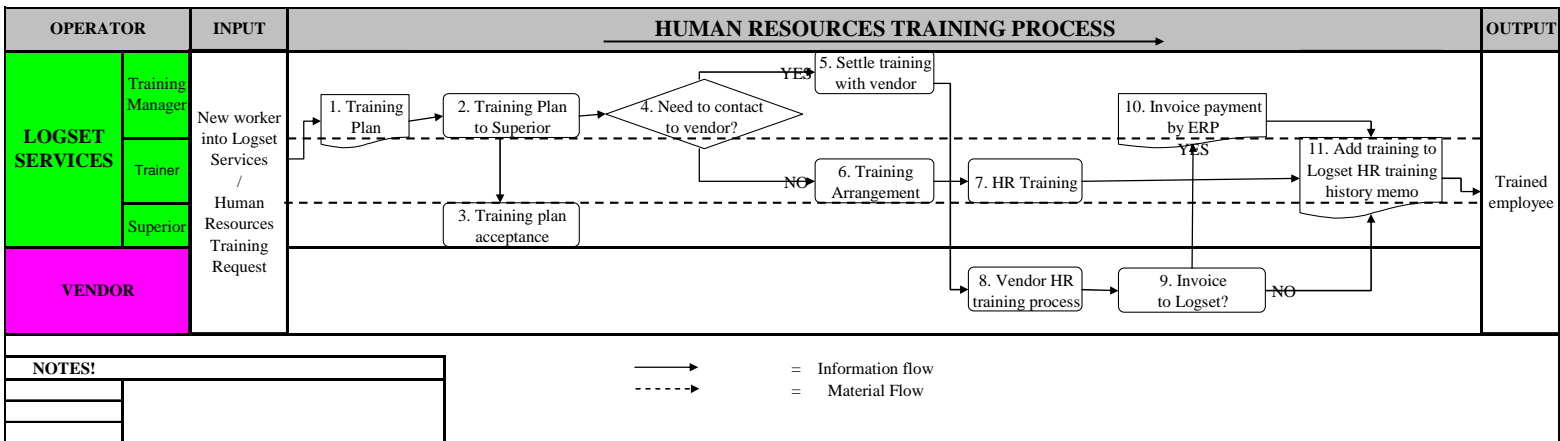 OPERATOR
INPUT
HUMAN RESOURCES TRAINING PROCESS
OUTPUT
LOGSET
SERVICES
Training
Manager
Trainer
Superior
VENDOR
New worker
into Logset
Services
/
Human
Resources
Training
Request
1. Training
Plan
2. Training Plan
to Superior
3. Training plan
acceptance
4. Need to contact
to vendor?
YES
NO
5. Settle training
with vendor
6. Training
Arrangement
7. HR Training
8. Vendor HR
training process
9. Invoice
to Logset?
YES
NO
10. Invoice payment
by ERP
11. Add training to
Logset HR training
history memo
Trained
employee
NOTES!
= Information flow
= Material Flow